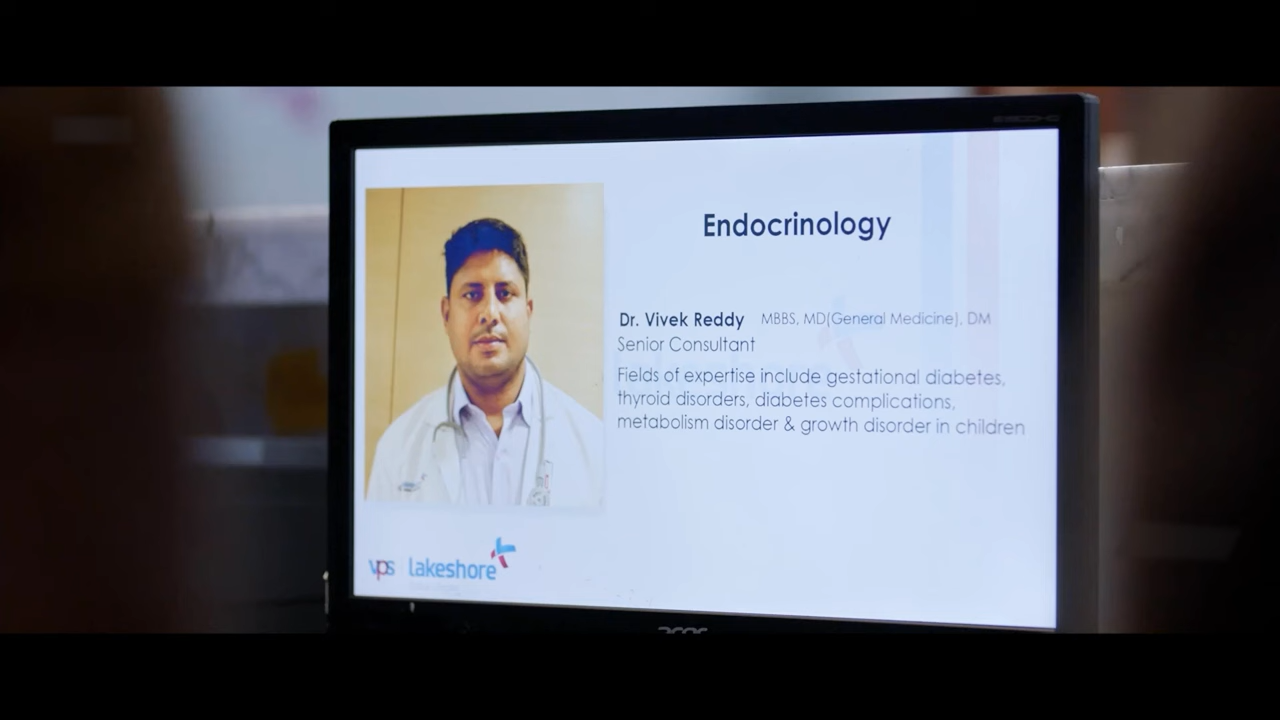 Endocrinology
Dr. Vivek Reddy MBBS, MD(General Medicine), DM
Senior Consultant
Fields of expertise include gestational diabetes,
thyroid disorders, diabetes complications,
metabolism disorder & growth disorder in children
vps lakeshore
acer